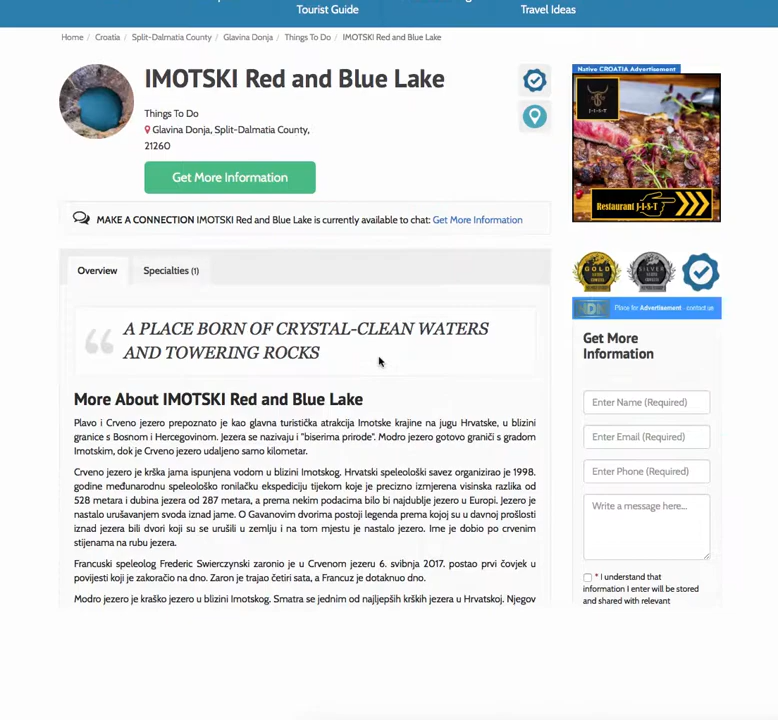 Tourist Guide
Travel Ideas
Home / Croatia / Split-Dalmatia County / Glavina Donja / Things To Do / IMOTSKI Red and Blue Lake
IMOTSKI Red and Blue Lake
Things To Do
Glavina Donja, Split-Dalmatia County,
21260
Get More Information
MAKE A CONNECTION IMOTSKI Red and Blue Lake is currently available to chat: Get More Information
Overview
Specialties (1)
A PLACE BORN OF CRYSTAL-CLEAN WATERS
AND TOWERING ROCKS
More About IMOTSKI Red and Blue Lake
Plavo i Crveno jezero prepoznato je kao glavna turistička atrakcija Imotske krajine na jugu Hrvatske, u blizini
granice s Bosnom i Hercegovinom. Jezera se nazivaju i "biserima prirode". Modro jezero gotovo graniči s gradom
Imotskim, dok je Crveno jezero udaljeno samo kilometar.
Crveno jezero je krška jama ispunjena vodom u blizini Imotskog. Hrvatski speleološki savez organizirao je 1998.
godine međunarodnu speleološko ronilačku ekspediciju tijekom koje je precizno izmjerena visinska razlika od
528 metara i dubina jezera od 287 metara, a prema nekim podacima bilo bi najdublje jezero u Europi. Jezero je
nastalo urušavanjem svoda iznad jame. O Gavanovim dvorima postoji legenda prema kojoj su u davnoj prošlosti
iznad jezera bili dvori koji su se urušili u zemlju i na tom mjestu je nastalo jezero. Ime je dobio po crvenim
stijenama na rubu jezera.
Francuski speleolog Frederic Swierczynski zaronio je u Crvenom jezeru 6. svibnja 2017. postao prvi čovjek u
povijesti koji je zakoračio na dno. Zaron je trajao četiri sata, a Francuz je dotaknuo dno.
Modro jezero je kraško jezero u blizini Imotskog. Smatra se jednim od najljepših krških jezera u Hrvatskoj. Njegov
Native CROATIA Advertisement
J-I-S-T
Restaurant J-I-S-T
GOLD
SILVER
Place for Advertisement - contact us
Get More
Information
Enter Name (Required)
Enter Email (Required)
Enter Phone (Required)
Write a message here...
* I understand that
information I enter will be stored
and shared with relevant